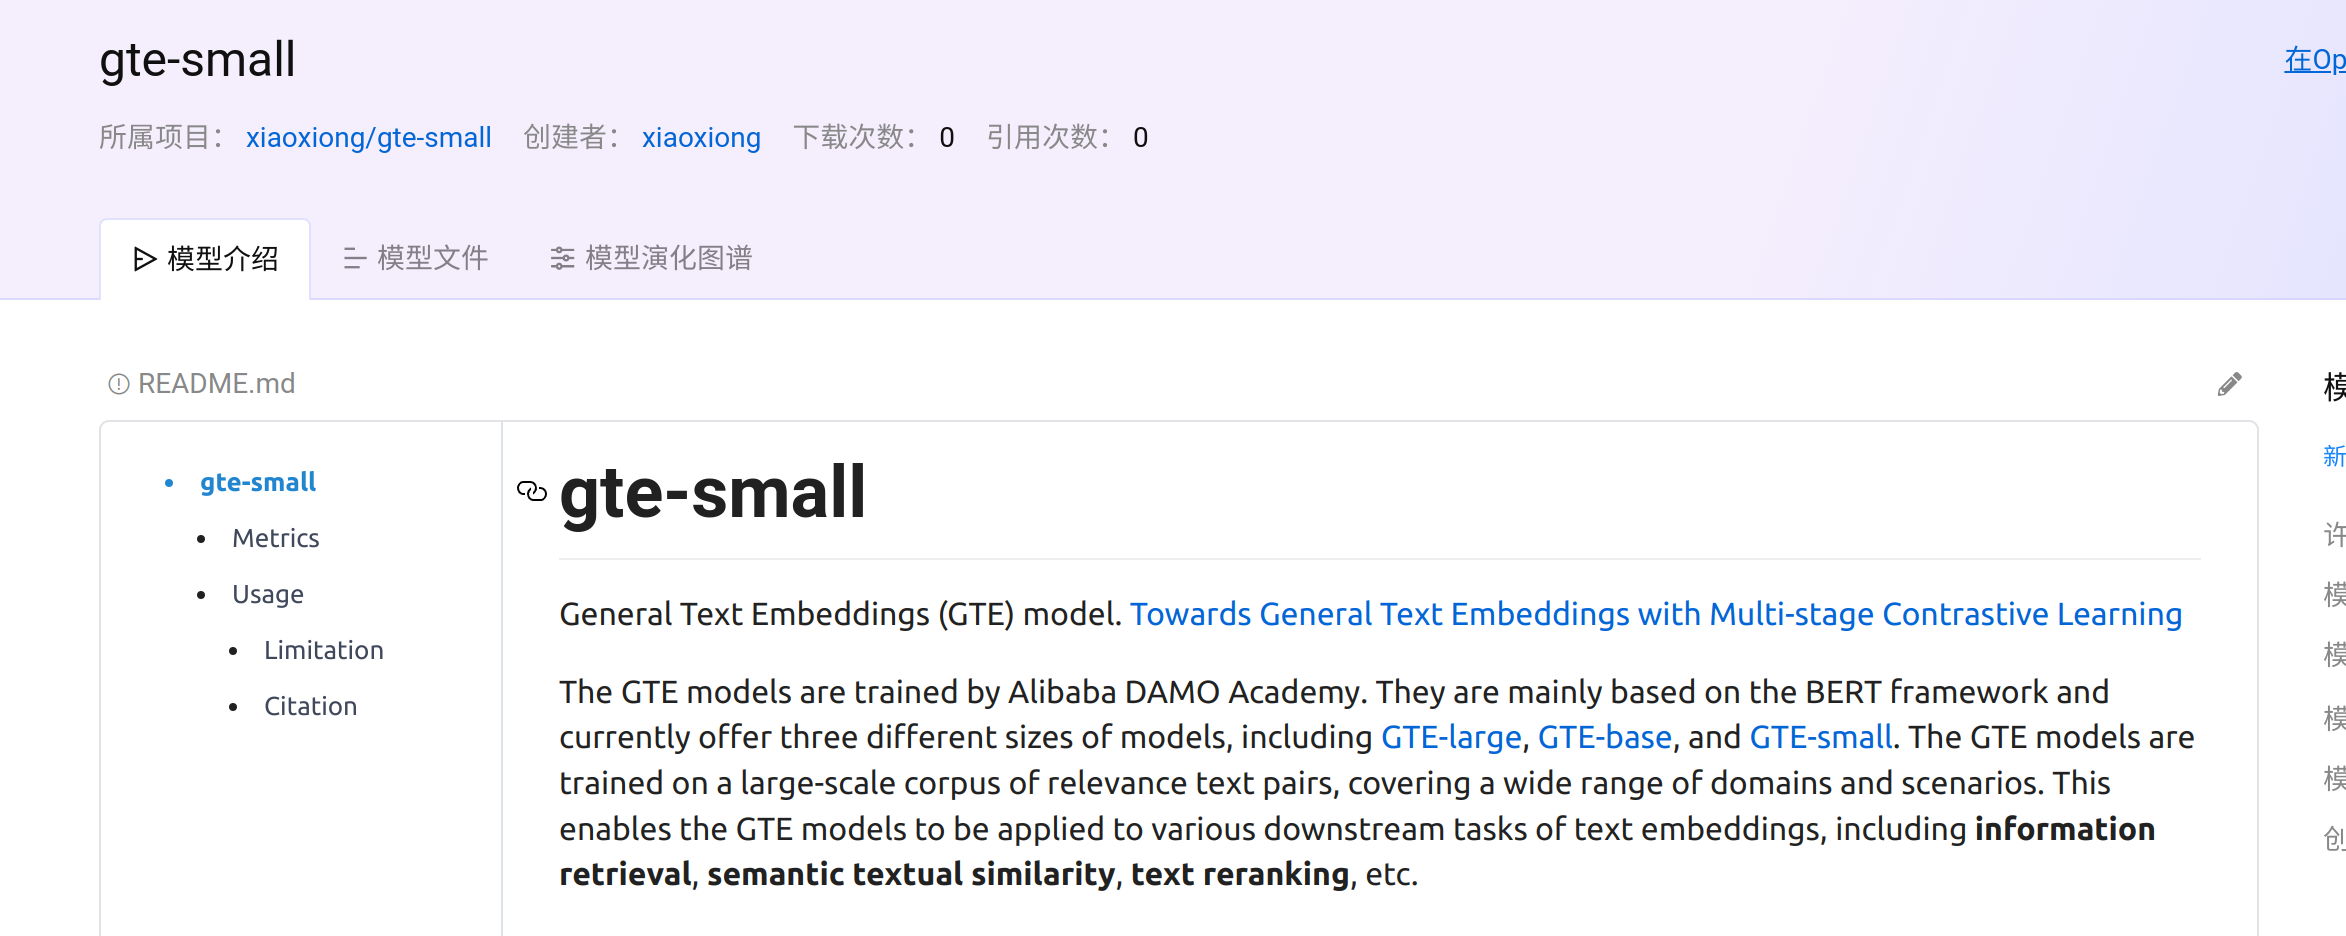 gte-small
在Op
所属项目： xiaoxiong/gte-small 创建者： xiaoxiong 下载次数： 0 引用次数： 0
模型介绍 模型文件 模型演化图谱
README.md
模
新
许
模
模
模
模
创
gte-small
Metrics
Usage
Limitation
Citation
gte-small
General Text Embeddings (GTE) model. Towards General Text Embeddings with Multi-stage Contrastive Learning
The GTE models are trained by Alibaba DAMO Academy. They are mainly based on the BERT framework and
currently offer three different sizes of models, including GTE-large, GTE-base, and GTE-small. The GTE models are
trained on a large-scale corpus of relevance text pairs, covering a wide range of domains and scenarios. This
enables the GTE models to be applied to various downstream tasks of text embeddings, including information
retrieval, semantic textual similarity, text reranking, etc.